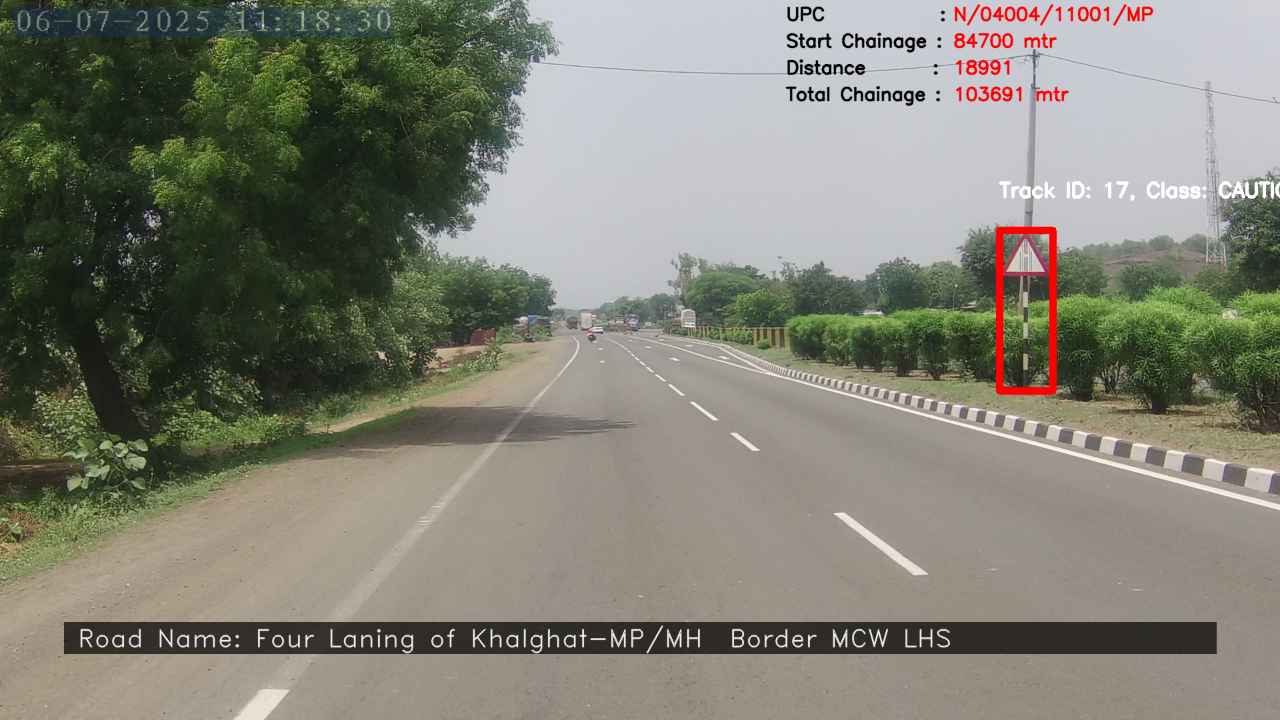 06-07-2025 11:18:30
UPC : N/04004/11001/MP
Start Chainage : 84700 mtr
Distance : 18991
Total Chainage : 103691 mtr
Track ID: 17, Class: CAUTIO
Road Name: Four Laning of Khalghat-MP/MH Border MCW LHS